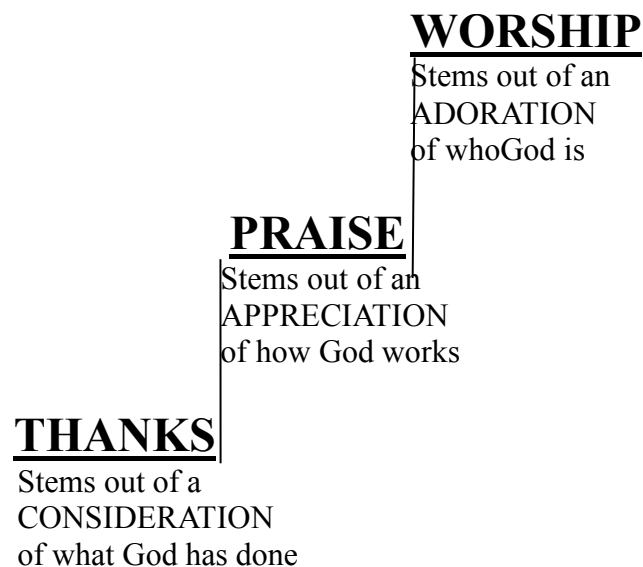 WORSHIP
Stems out of an
ADORATION
of whoGod is
PRAISE
Stems out of an
APPRECIATION
of how God works
THANKS
Stems out of a
CONSIDERATION
of what God has done